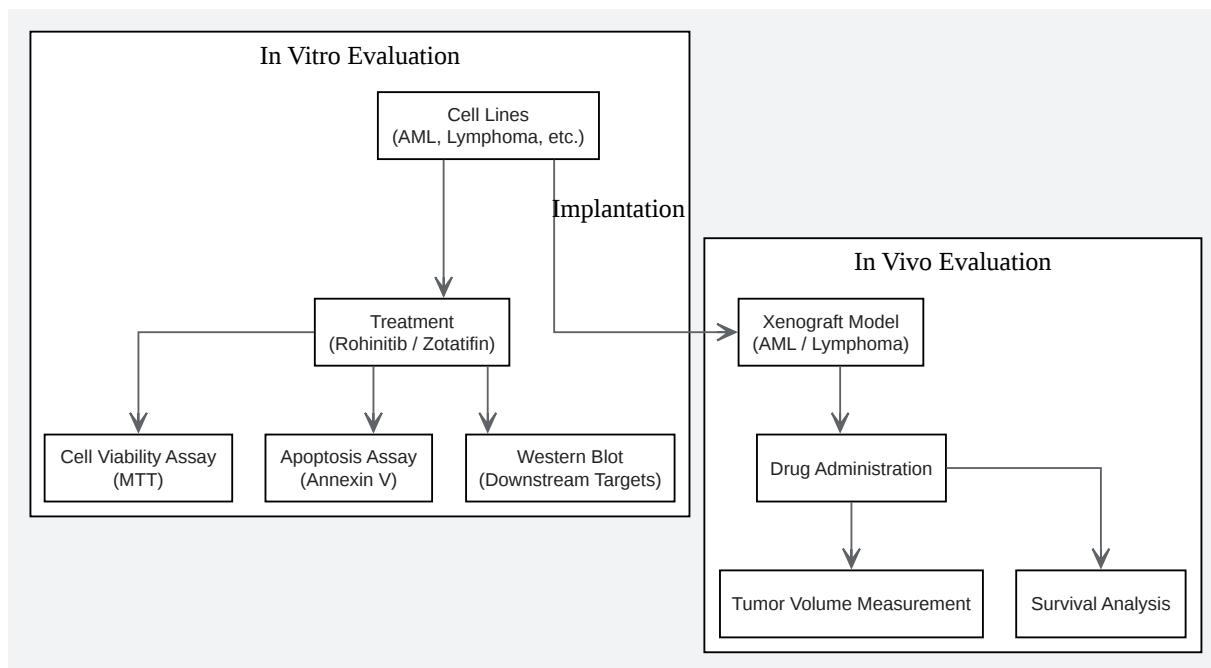 In Vitro Evaluation
Cell Lines
(AML, Lymphoma, etc.)
Implantation
Treatment
(Rohinitib / Zotatifin)
Cell Viability Assay
(MTT)
Apoptosis Assay
(Annexin V)
Western Blot
(Downstream Targets)
In Vivo Evaluation
Xenograft Model
(AML / Lymphoma)
Drug Administration
Tumor Volume Measurement
Survival Analysis